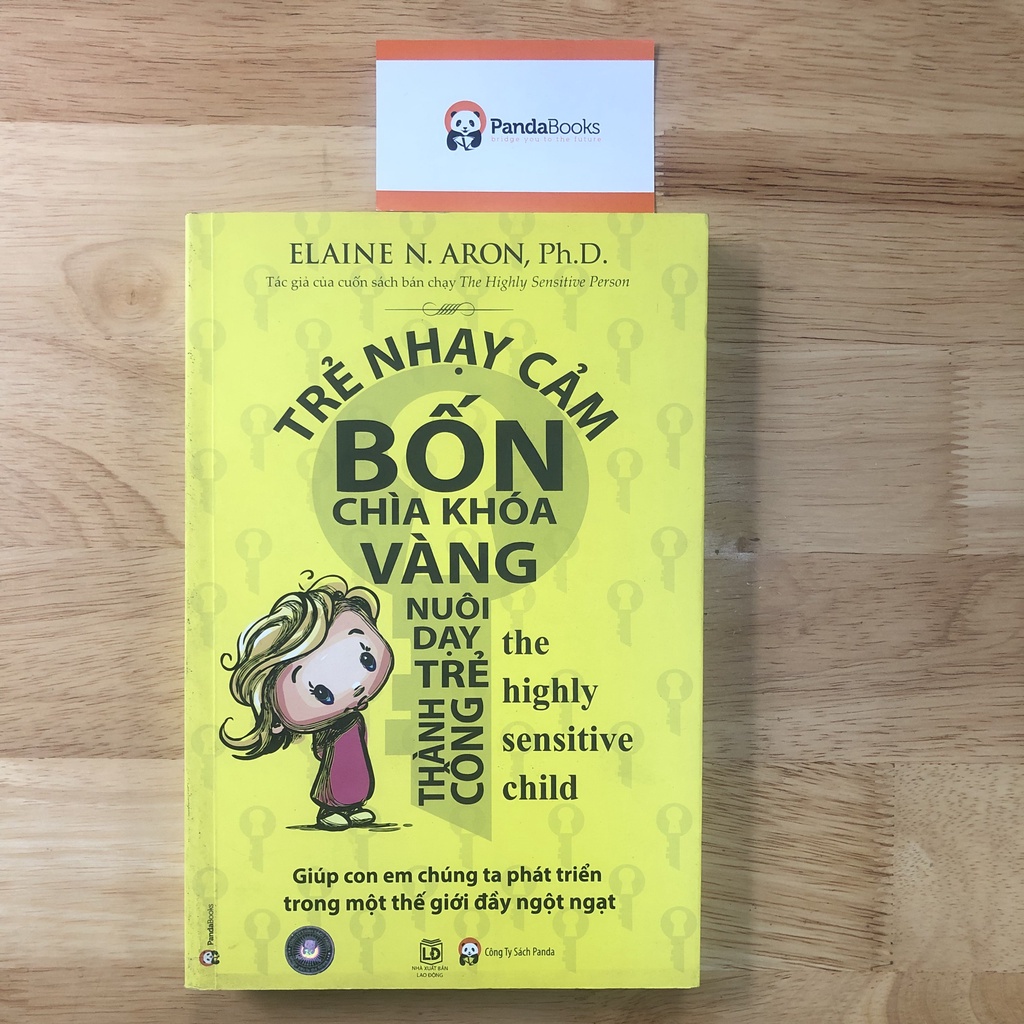 PandaBooks
bridge you to the future
ELAINE N. ARON, Ph.D.
Tác giả của cuốn sách bán chạy The Highly Sensitive Person
TRẺ NHẠY CẢM
BỐN
CHÌA KHÓA
VÀNG
NUÔI
DẠY
TRẺ
THÀNH
CÔNG
the
highly
sensitive
child
Giúp con em chúng ta phát triển
trong một thế giới đầy ngột ngạt
PandaBooks
LĐ
NHÀ XUẤT BẢN
LAO ĐỘNG
Công Ty Sách Panda